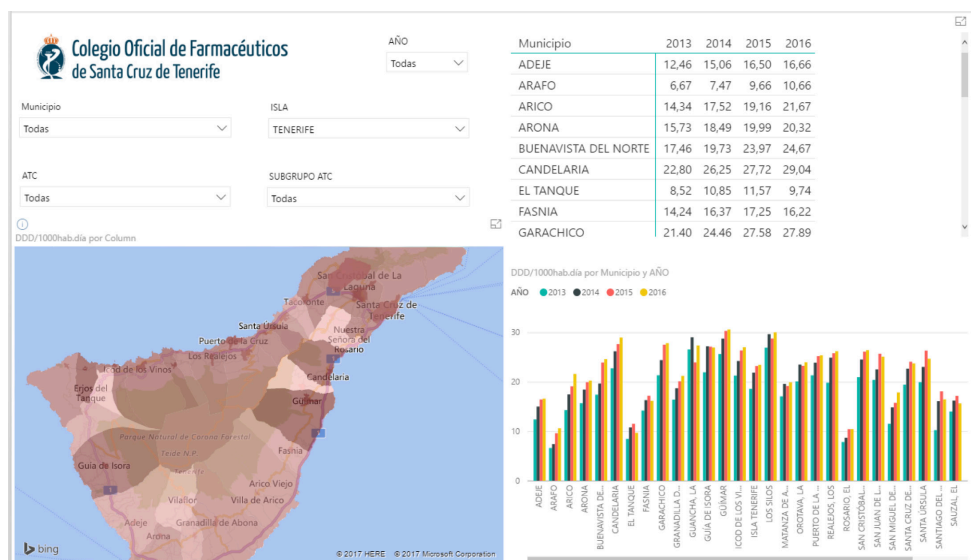 Colegio Oficial de Farmacéuticos
de Santa Cruz de Tenerife
AÑO
Todas
Municipio
Todas
ISLA
TENERIFE
ATC
Todas
SUBGRUPO ATC
Todas
Municipio 2013 2014 2015 2016
ADEJE 12,46 15,06 16,50 16,66
ARAFO 6,67 7,47 9,66 10,66
ARICO 14,34 17,52 19,16 21,67
ARONA 15,73 18,49 19,99 20,32
BUENAVISTA DEL NORTE 17,46 19,73 23,97 24,67
CANDELARIA 22,80 26,25 27,72 29,04
EL TANQUE 8,52 10,85 11,57 9,74
FASNIA 14,24 16,37 17,25 16,22
GARACHICO 21.40 24.46 27.58 27.89
DDD/1000hab.día por Column
San Cristóbal de La
Laguna
Tacoronte
Santa Cruz de
Tenerife
Santa Úrsula
Nuestra
Señora del
Rosario
Puerto de la Cruz
Los Realejos
Icod de los Vinos
Candelaria
Erjos del
Tanque
Güímar
Parque Natural de Corona Forestal
Teide N.P.
Tenerife
Fasnia
Guia de Isora
Arico Viejo
Vilaflor
Villa de Arico
Adeje
Granadilla de Abona
Arona
bing
© 2017 HERE © 2017 Microsoft Corporation
DDD/1000hab.día por Municipio y AÑO
AÑO 2013 2014 2015 2016
30
20
10
0
ADEJE
ARAFO
ARICO
ARONA
BUENAVISTA DE...
CANDELARIA
EL TANQUE
FASNIA
GARACHICO
GRANADILLA D...
GUANCHA, LA
GUÍA DE ISORA
GÜÍMAR
ICOD DE LOS VI...
ISLA TENERIFE
LOS SILOS
MATANZA DE A...
OROTAVA, LA
PUERTO DE LA ...
REALEJOS, LOS
ROSARIO, EL
SAN CRISTÓBAL...
SAN JUAN DE L...
SAN MIGUEL DE...
SANTA CRUZ DE...
SANTA ÚRSULA
SANTIAGO DEL ...
SAUZAL, EL